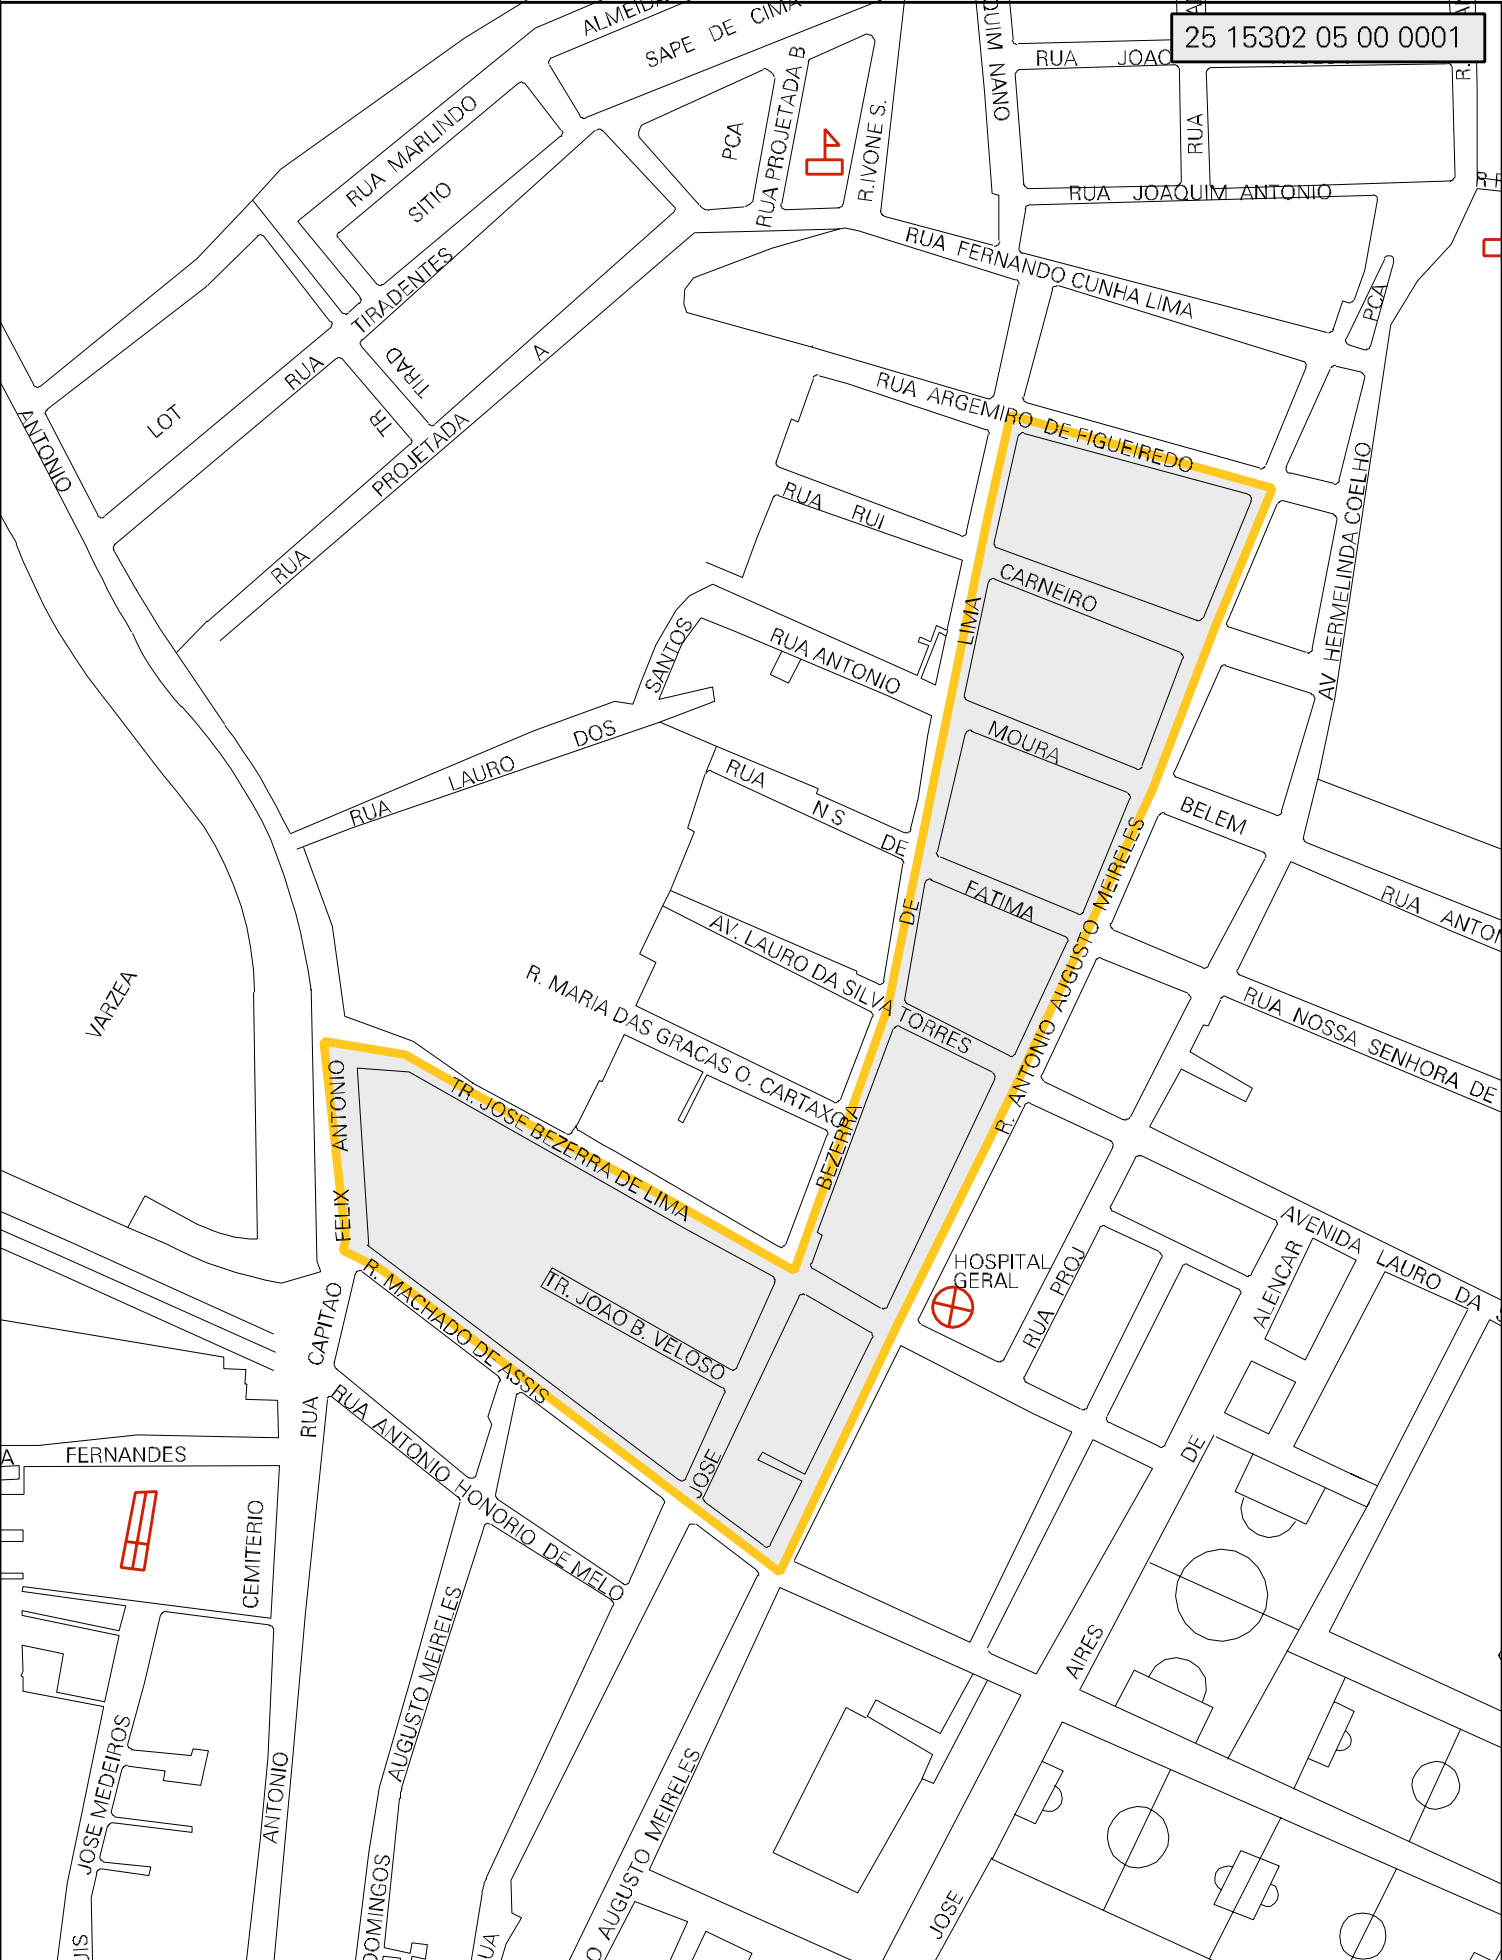 25 15302 05 00 0001
SAPE DE CIMA
RUA MARLINDO
SITIO
PCA
RUA PROJETADA B
R.IVONE S.
QUIM NANO
RUA
RUA JOAQUIM ANTONIO
RUA FERNANDO CUNHA LIMA
PCA
RUA TIRADENTES
TIRAD
TR
LOT
ANTONIO
RUA PROJETADA A
RUA ARGEMIRO DE FIGUEIREDO
RUA RUI CARNEIRO
AV HERMELINDA COELHO
RUA ANTONIO MOURA
BELEM
RUA LAURO DOS SANTOS
RUA N S DE FATIMA
AV. LAURO DA SILVA TORRES
R. MARIA DAS GRACAS O. CARTAXO
R. ANTONIO AUGUSTO MEIRELES
RUA NOSSA SENHORA DE
VARZEA
TR. JOSE BEZERRA DE LIMA
JOSE BEZERRA DE LIMA
RUA CAPITAO FELIX ANTONIO
R. MACHADO DE ASSIS
TR. JOAO B. VELOSO
HOSPITAL
GERAL
RUA PROJ
AVENIDA LAURO DA
JOSE AIRES DE ALENCAR
RUA ANTONIO HONORIO DE MELO
FERNANDES
CEMITERIO
JOSE MEDEIROS
ANTONIO
AUGUSTO MEIRELES
DOMINGOS
O AUGUSTO MEIRELES